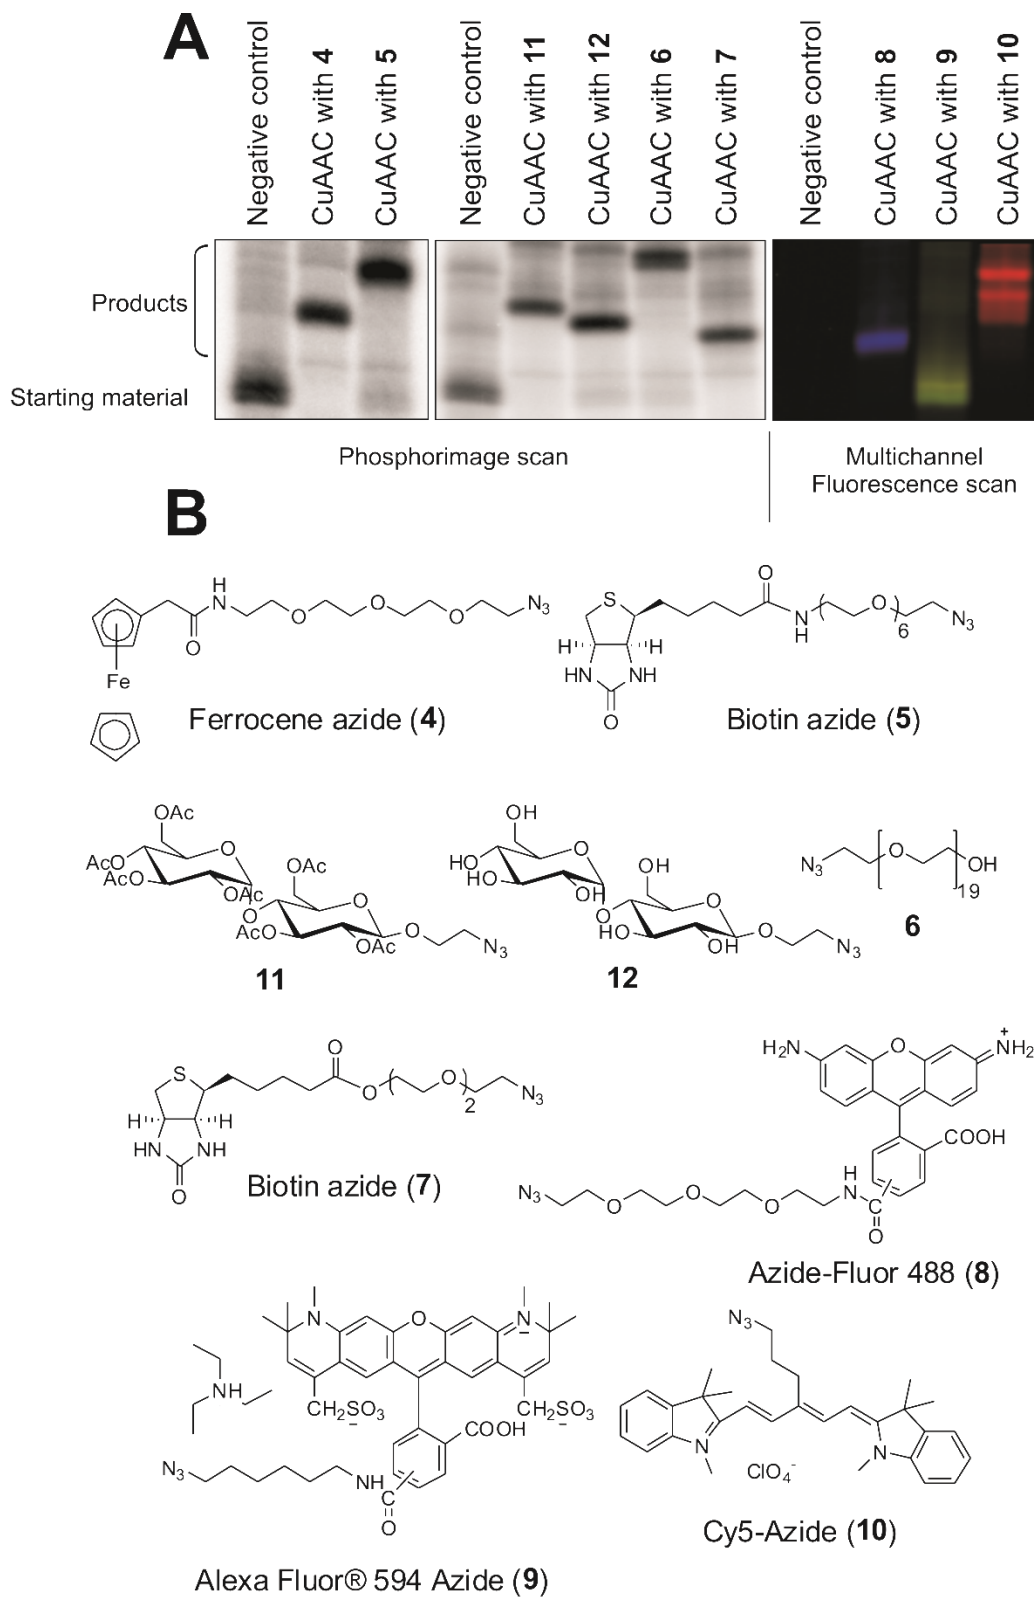 A
Negative control
CuAAC with 4
CuAAC with 5
Negative control
CuAAC with 11
CuAAC with 12
CuAAC with 6
CuAAC with 7
Negative control
CuAAC with 8
CuAAC with 9
CuAAC with 10
Products
Starting material
Phosphorimage scan
Multichannel
Fluorescence scan
B
H
N
O
O
O
O
N3
Fe
Ferrocene azide (4)
O
S
N
H
O
6
N3
H
H
HN
NH
O
Biotin azide (5)
OAc
O
AcO
AcO
OAc
O
OAc
O
AcO
OAc
O
N3
11
OH
O
HO
HO
OH
O
OH
O
HO
OH
O
N3
12
N3
O
OH
19
6
O
S
O
O
2
N3
H
H
HN
NH
O
Biotin azide (7)
H2N
O
+
NH2
COOH
N3
O
O
O
H
N
C
O
Azide-Fluor 488 (8)
N
O
N
–
NH
CH2SO3
–
CH2SO3
–
COOH
N3
NH
C
O
Alexa Fluor® 594 Azide (9)
N3
N
+
N
ClO4-
Cy5-Azide (10)